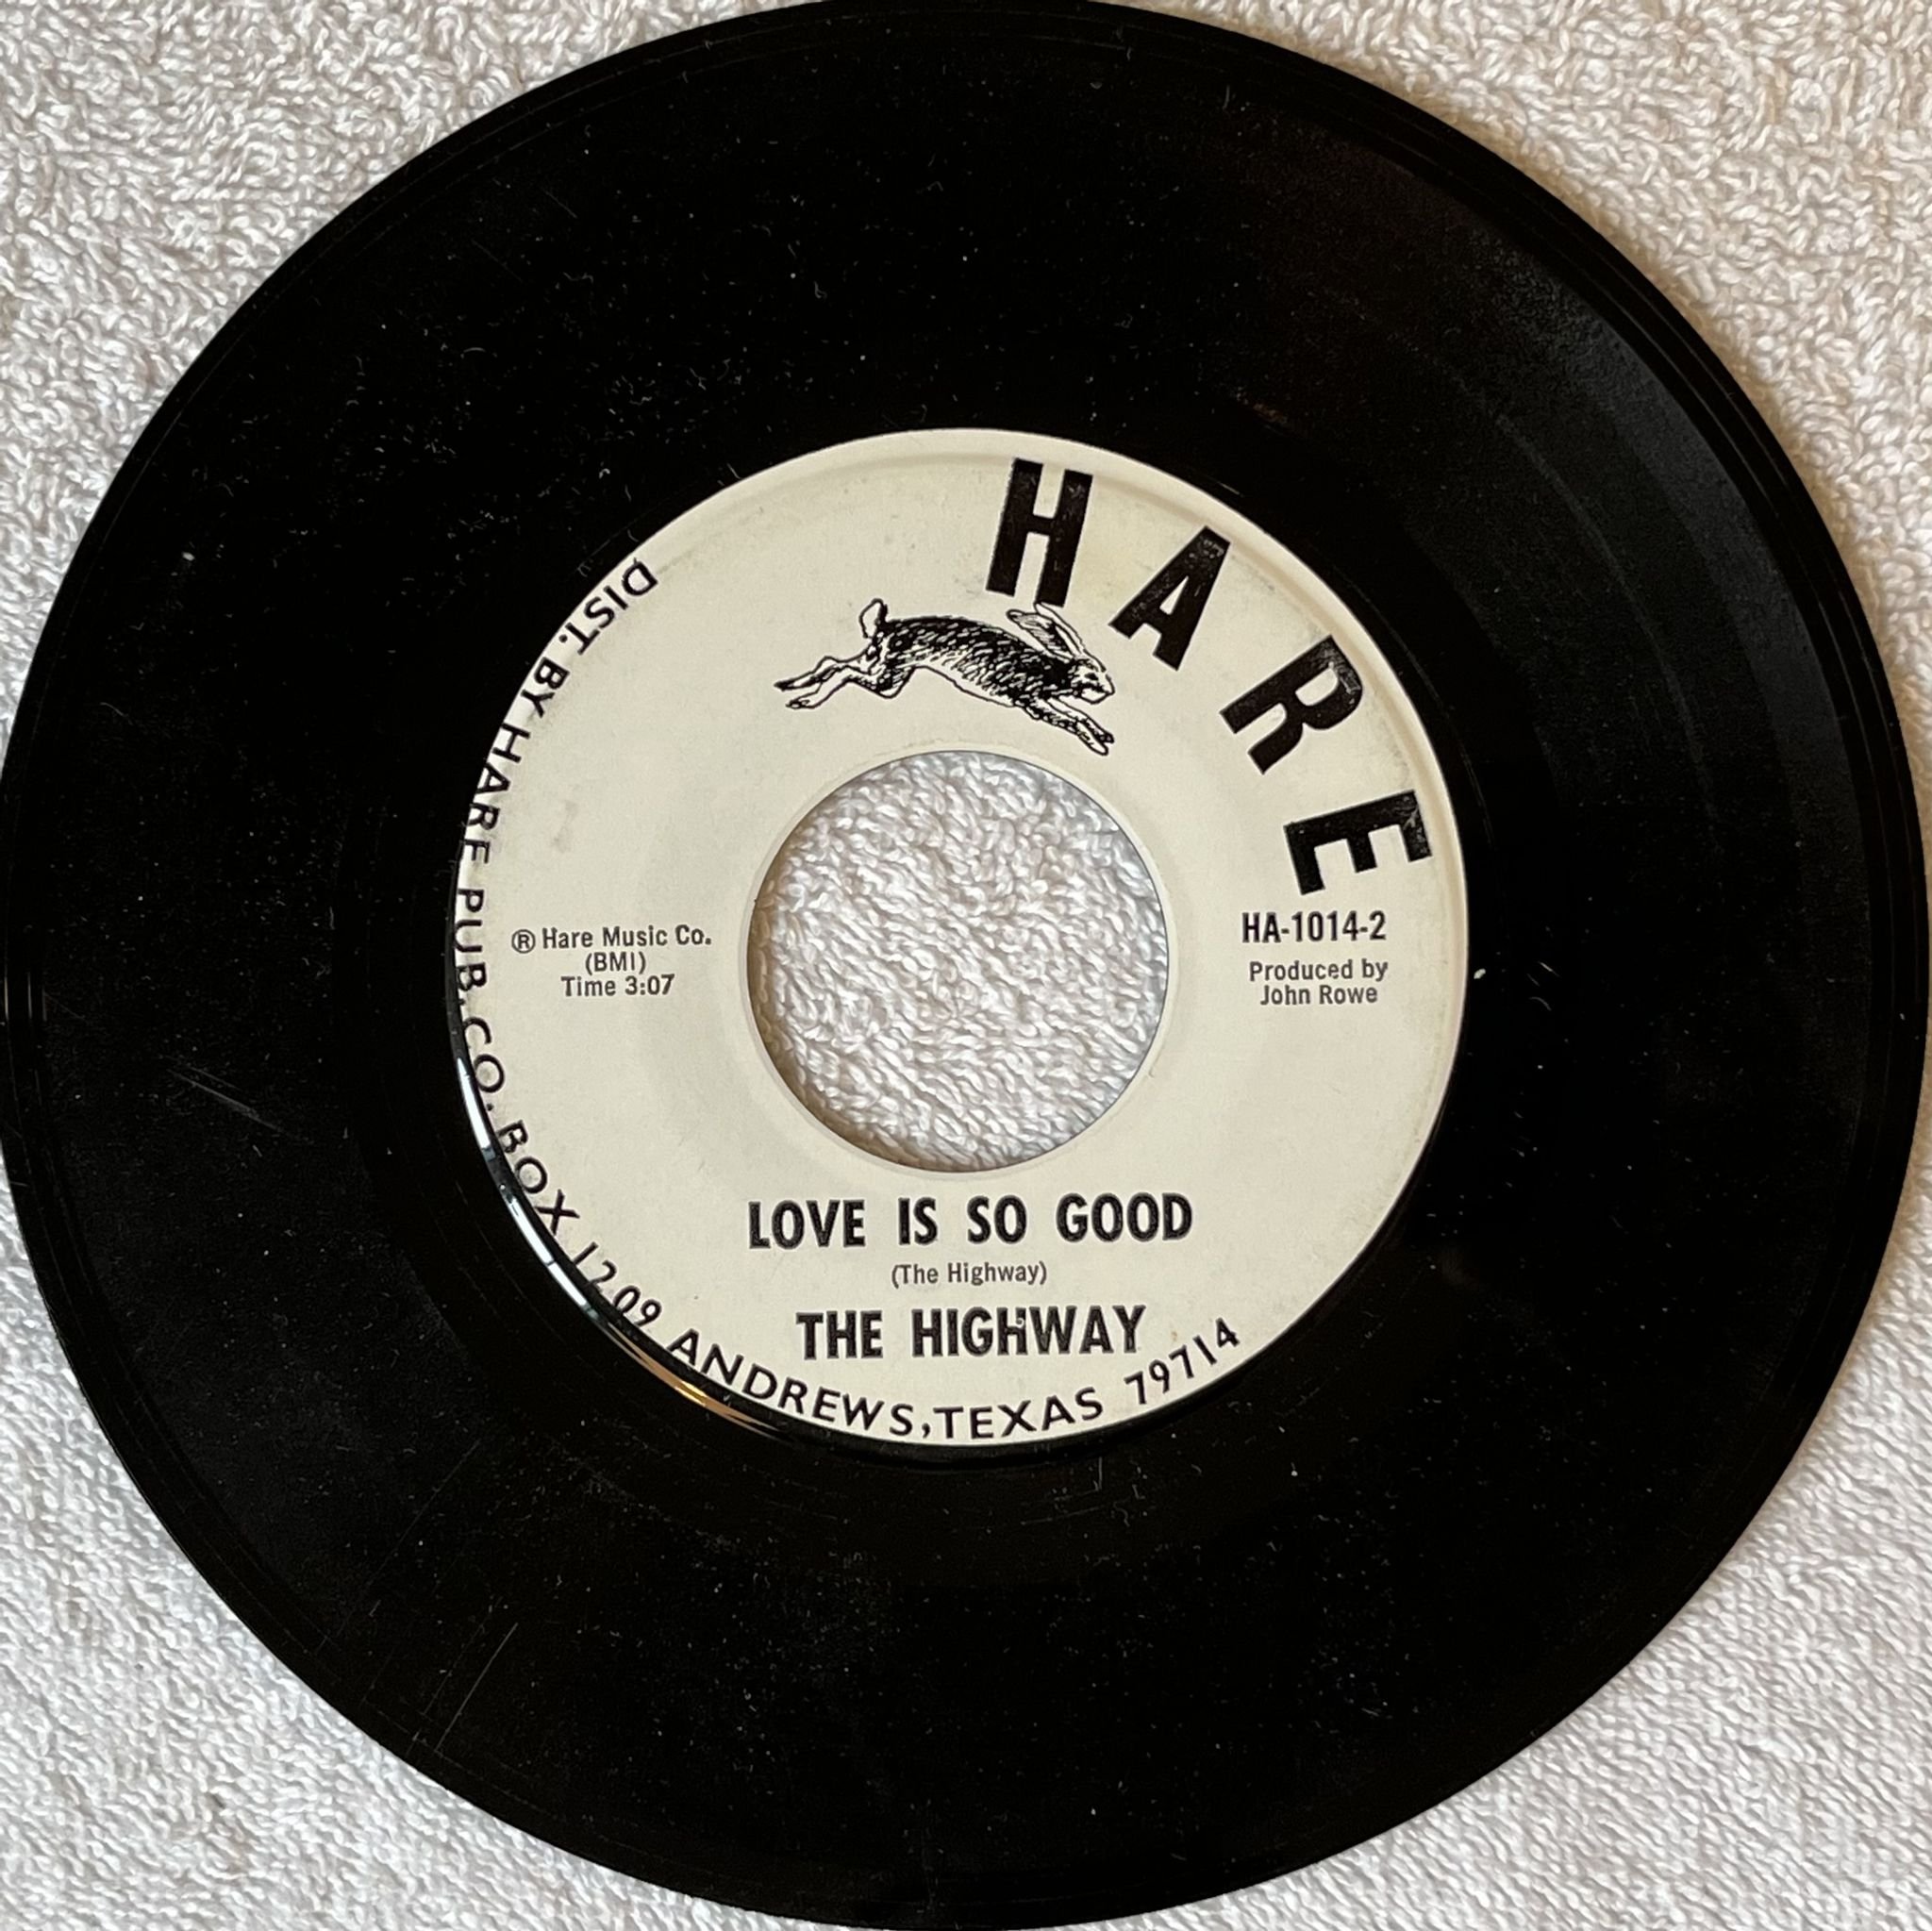 HARE
HA-1014-2
Produced by
John Rowe
® Hare Music Co.
(BMI)
Time 3:07
LOVE IS SO GOOD
(The Highway)
THE HIGHWAY
DIST. BY HARE PUB. CO. BOX 1209 ANDREWS, TEXAS 79714